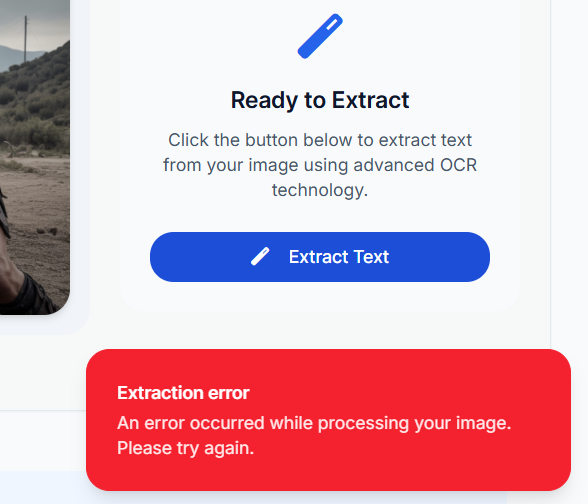 Ready to Extract
Click the button below to extract text
from your image using advanced OCR
technology.
Extract Text
Extraction error
An error occurred while processing your image.
Please try again.